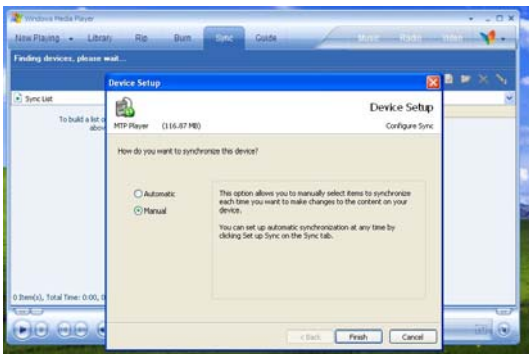 Windows Media Player
Now Playing Library Rip Burn Sync Guide Music Radio
Finding devices, please wait...
Device Setup
Sync List
Device Setup
To build a list o
MTP Player (116.87 MB)
Configure Sync
above
How do you want to synchronize this device?
Automatic
This option allows you to manually select items to synchronize
Manual
each time you want to make changes to the content on your
device.
You can set up automatic synchronization at any time by
clicking Set up Sync on the Sync tab.
0 Item(s), Total Time: 0:00, 0
< Back Finish Cancel